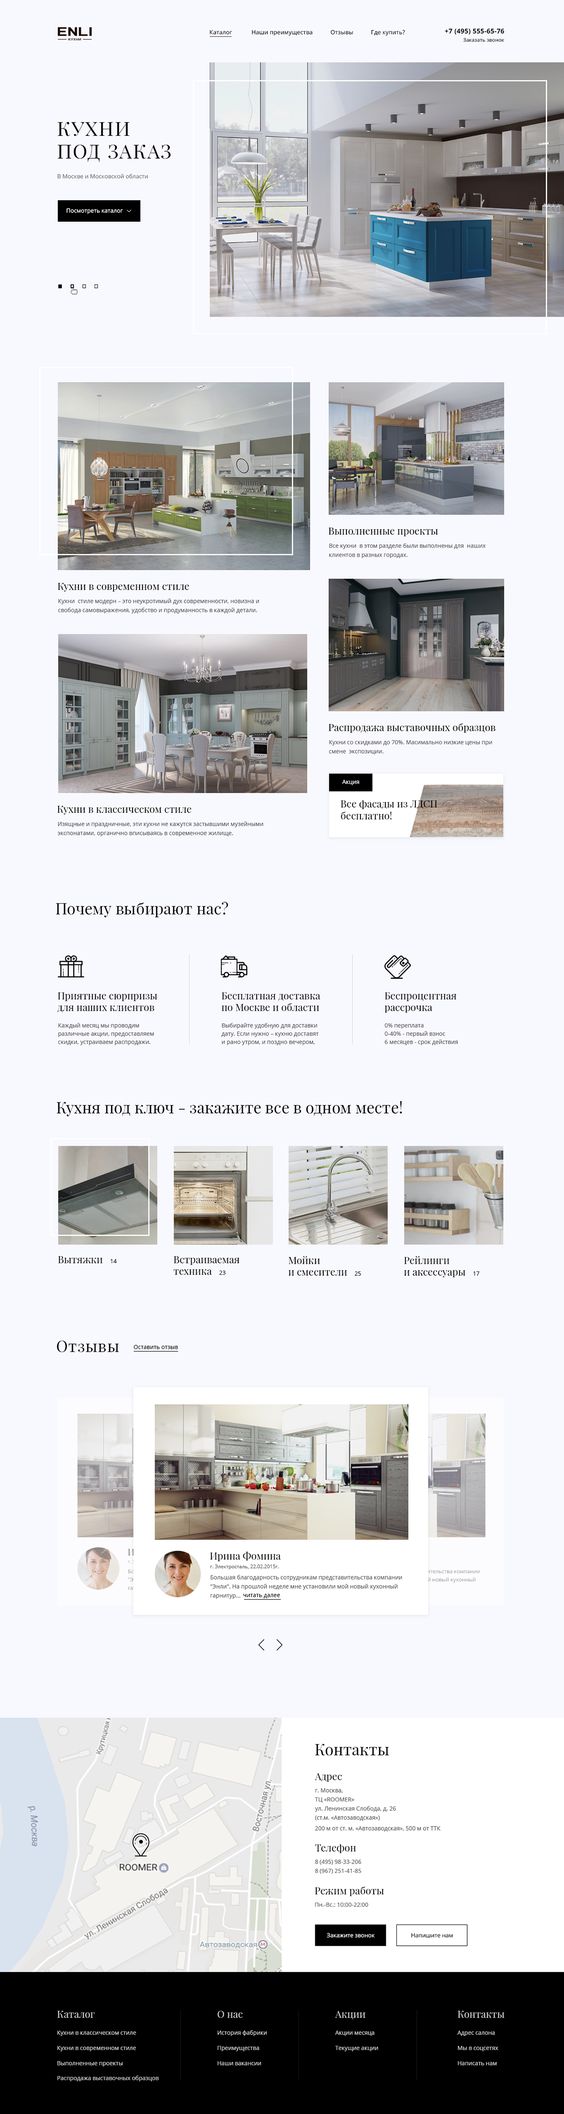 ENLI
КУХНИ
Каталог
Наши преимущества
Отзывы
Где купить?
+7 (495) 555-65-76
Заказать звонок
КУХНИ
ПОД ЗАКАЗ
В Москве и Московской области
Посмотреть каталог
Кухни в современном стиле
Кухни стиле модерн – это неукротимый дух современности, новизна и
свобода самовыражения, удобство и продуманность в каждой детали.
Выполненные проекты
Все кухни в этом разделе были выполнены для наших
клиентов в разных городах.
Кухни в классическом стиле
Изящные и праздничные, эти кухни не кажутся застывшими музейными
экспонатами, органично вписываясь в современное жилище.
Распродажа выставочных образцов
Кухни со скидками до 70%. Масимально низкие цены при
смене экспозиции.
Акция
Все фасады из ЛДСП
бесплатно!
Почему выбирают нас?
Приятные сюрпризы
для наших клиентов
Каждый месяц мы проводим
различные акции, предоставляем
скидки, устраиваем распродажи.
Бесплатная доставка
по Москве и области
Выбирайте удобную для доставки
дату. Если нужно – кухню доставят
и рано утром, и поздно вечером.
Беспроцентная
рассрочка
0% переплата
0-40% - первый взнос
6 месяцев - срок действия
Кухня под ключ - закажите все в одном месте!
Вытяжки 14
Встраиваемая
техника 23
Мойки
и смесители 25
Рейлинги
и аксессуары 17
Отзывы
Оставить отзыв
Ирина Фомина
г. Электросталь, 22.02.2015г.
Большая благодарность сотрудникам представительства компании
"Энли". На прошлой неделе мне установили мой новый кухонный
гарнитур... читать далее
р. Москва
Крутицкая
Восточная ул.
ROOMER
ул. Ленинская Слобода
Автозаводская
Контакты
Адрес
г. Москва,
ТЦ «ROOMER»
ул. Ленинская Слобода, д. 26
(ст.м. «Автозаводская»)
200 м от ст. м. «Автозаводская», 500 м от ТТК
Телефон
8 (495) 98-33-206
8 (967) 251-41-85
Режим работы
Пн.-Вс.: 10:00-22:00
Закажите звонок
Напишите нам
Каталог
Кухни в классическом стиле
Кухни в современном стиле
Выполненные проекты
Распродажа выставочных образцов
О нас
История фабрики
Преимущества
Наши вакансии
Акции
Акции месяца
Текущие акции
Контакты
Адрес салона
Мы в соцсетях
Написать нам